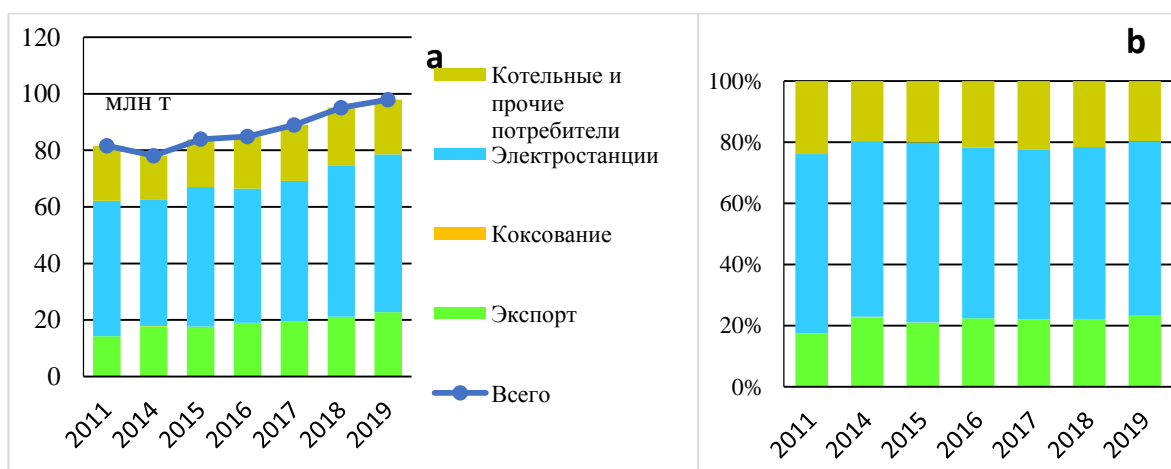 120
100
80
60
40
20
0
млн т
a
2011
2014
2015
2016
2017
2018
2019
Котельные и
прочие
потребители
Электростанции
Коксование
Экспорт
Всего
b
100%
80%
60%
40%
20%
0%
2011
2014
2015
2016
2017
2018
2019